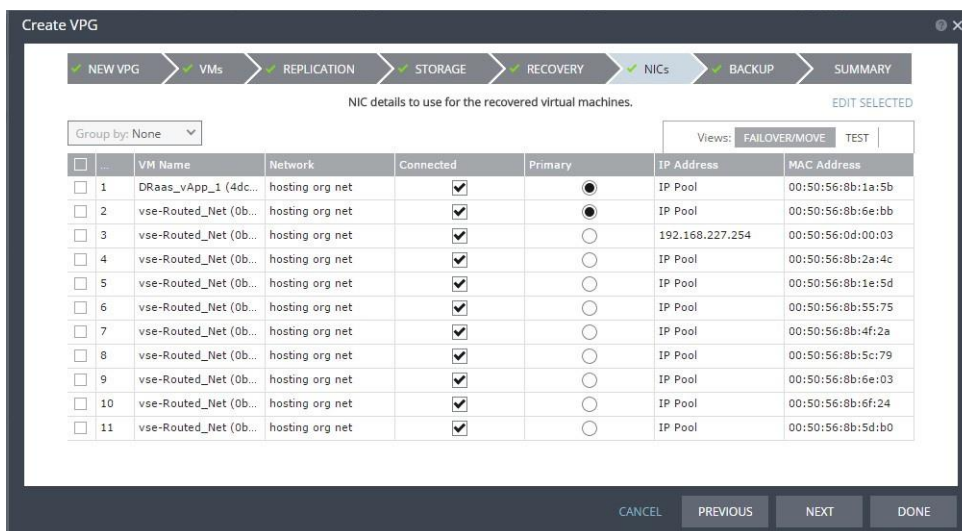 Create VPG
NEW VPG VMs REPLICATION STORAGE RECOVERY NICs BACKUP SUMMARY
NIC details to use for the recovered virtual machines. EDIT SELECTED
Group by: None Views: FAILOVER/MOVE TEST
... VM Name Network Connected Primary IP Address MAC Address
1 DRaas_vApp_1 (4dc... hosting org net IP Pool 00:50:56:8b:1a:5b
2 vse-Routed_Net (0b... hosting org net IP Pool 00:50:56:8b:6e:bb
3 vse-Routed_Net (0b... hosting org net 192.168.227.254 00:50:56:0d:00:03
4 vse-Routed_Net (0b... hosting org net IP Pool 00:50:56:8b:2a:4c
5 vse-Routed_Net (0b... hosting org net IP Pool 00:50:56:8b:1e:5d
6 vse-Routed_Net (0b... hosting org net IP Pool 00:50:56:8b:55:75
7 vse-Routed_Net (0b... hosting org net IP Pool 00:50:56:8b:4f:2a
8 vse-Routed_Net (0b... hosting org net IP Pool 00:50:56:8b:5c:79
9 vse-Routed_Net (0b... hosting org net IP Pool 00:50:56:8b:6e:03
10 vse-Routed_Net (0b... hosting org net IP Pool 00:50:56:8b:6f:24
11 vse-Routed_Net (0b... hosting org net IP Pool 00:50:56:8b:5d:b0
CANCEL PREVIOUS NEXT DONE